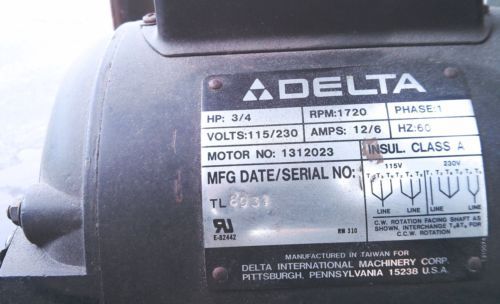 DELTA
HP: 3/4 RPM:1720 PHASE:1
VOLTS:115/230 AMPS: 12/6 HZ:60
MOTOR NO: 1312023 INSUL. CLASS A
MFG DATE/SERIAL NO:
115V 230V
TL
LINE LINE LINE LINE
C.W. ROTATION FACING SHAFT AS
SHOWN, INTERCHANGE T5&T8 FOR
C.C.W. ROTATION
E-82442 RM 310
MANUFACTURED IN TAIWAN FOR
DELTA INTERNATIONAL MACHINERY CORP.
PITTSBURGH, PENNSYLVANIA 15238 U.S.A.